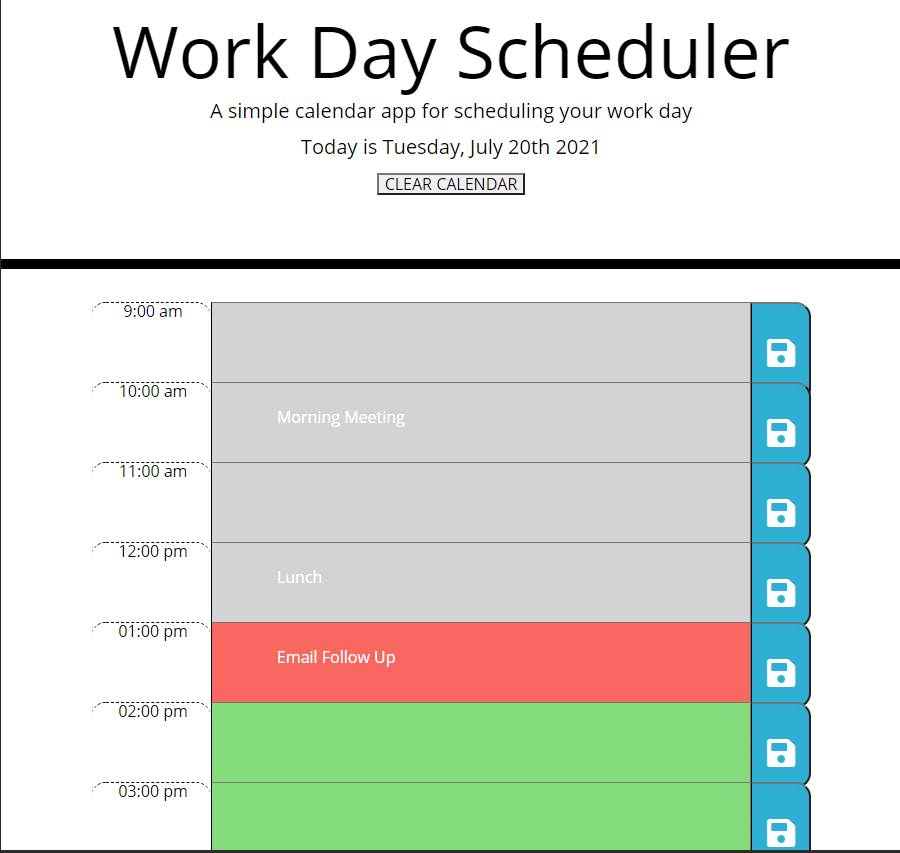 Work Day Scheduler
A simple calendar app for scheduling your work day
Today is Tuesday, July 20th 2021
CLEAR CALENDAR
9:00 am
10:00 am
Morning Meeting
11:00 am
12:00 pm
Lunch
01:00 pm
Email Follow Up
02:00 pm
03:00 pm